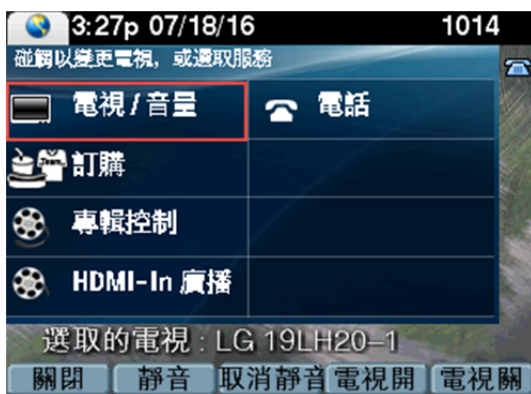 3:27p 07/18/16 1014
碰觸以變更電視，或選取服務
電視/音量 電話
訂購
專輯控制
HDMI-In 廣播
選取的電視：LG 19LH20-1
關閉 靜音 取消靜音 電視開 電視關